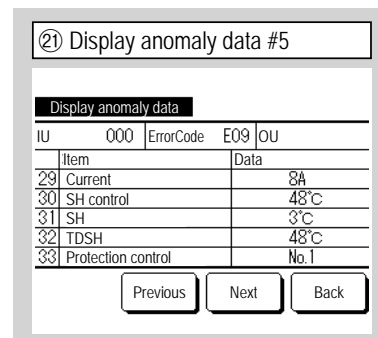 ㉑ Display anomaly data #5
Display anomaly data
IU 000 ErrorCode E09 OU
Item Data
29 Current 8A
30 SH control 48℃
31 SH 3℃
32 TDSH 48℃
33 Protection control No.1
Previous Next Back